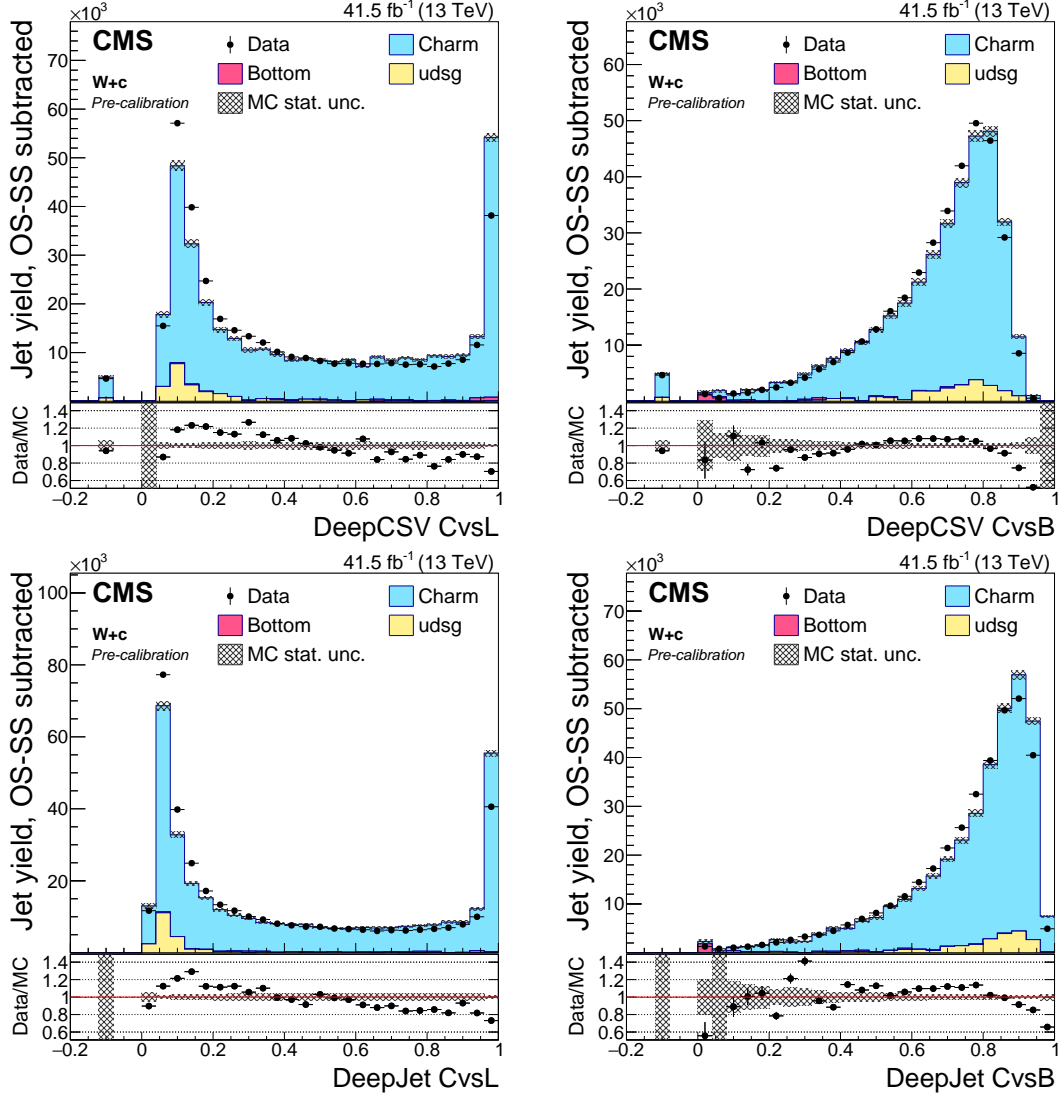 ×10³ 41.5 fb⁻¹ (13 TeV)
CMS Data Charm
W+c Bottom udsg
Pre-calibration MC stat. unc.
Jet yield, OS-SS subtracted
70
60
50
40
30
20
10
Data/MC
1.4
1.2
1
0.8
0.6
−0.2 0 0.2 0.4 0.6 0.8 1
DeepCSV CvsL
×10³ 41.5 fb⁻¹ (13 TeV)
CMS Data Charm
W+c Bottom udsg
Pre-calibration MC stat. unc.
Jet yield, OS-SS subtracted
60
50
40
30
20
10
0
Data/MC
1.4
1.2
1
0.8
0.6
−0.2 0 0.2 0.4 0.6 0.8 1
DeepCSV CvsB
×10³ 41.5 fb⁻¹ (13 TeV)
CMS Data Charm
W+c Bottom udsg
Pre-calibration MC stat. unc.
Jet yield, OS-SS subtracted
100
80
60
40
20
0
Data/MC
1.4
1.2
1
0.8
0.6
−0.2 0 0.2 0.4 0.6 0.8 1
DeepJet CvsL
×10³ 41.5 fb⁻¹ (13 TeV)
CMS Data Charm
W+c Bottom udsg
Pre-calibration MC stat. unc.
Jet yield, OS-SS subtracted
70
60
50
40
30
20
10
0
Data/MC
1.4
1.2
1
0.8
0.6
−0.2 0 0.2 0.4 0.6 0.8 1
DeepJet CvsB